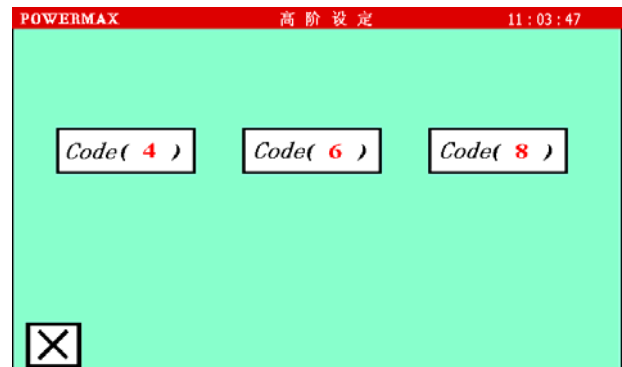 POWERMAX 高阶设定 11:03:47
Code( 4 ) Code( 6 ) Code( 8 )